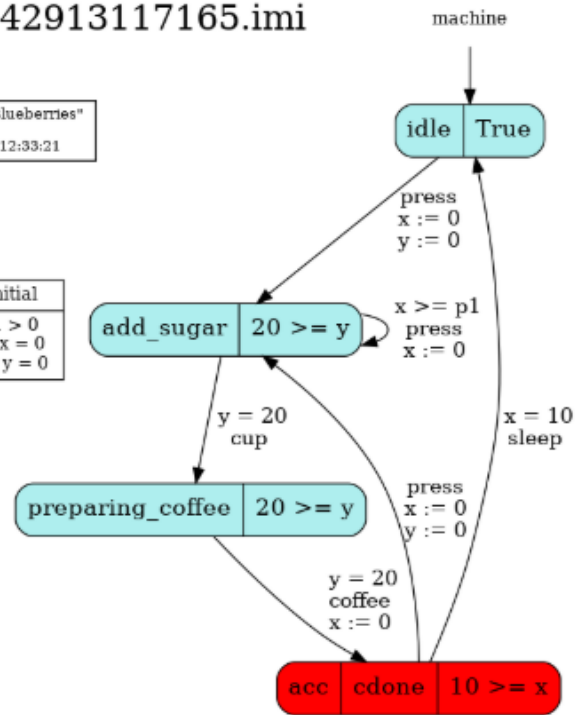 42913117165.imi
machine
lueberries"
12:33:21
idle True
press
x := 0
y := 0
nitial
> 0
x = 0
y = 0
add_sugar 20 >= y
x >= p1
press
x := 0
y = 20
cup
x = 10
sleep
preparing_coffee 20 >= y
press
x := 0
y := 0
y = 20
coffee
x := 0
acc cdone 10 >= x